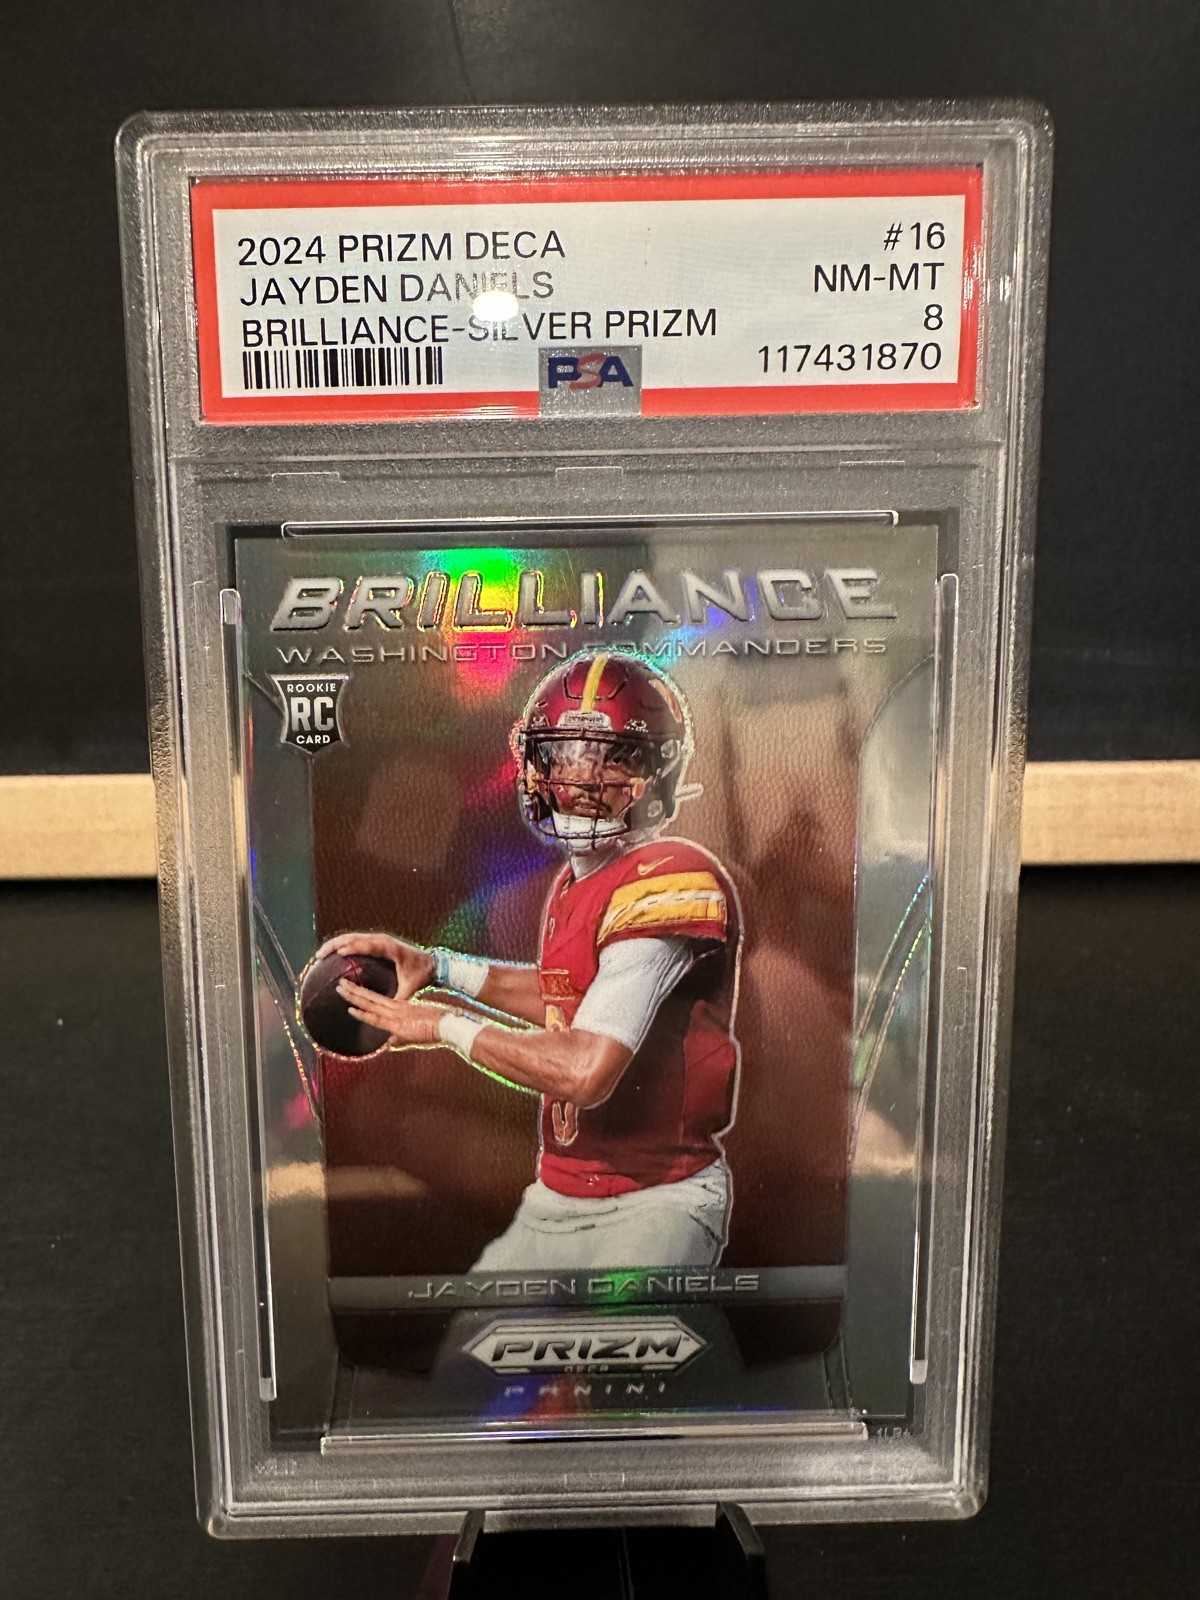 2024 PRIZM DECA #16
JAYDEN DANIELS NM-MT
BRILLIANCE-SILVER PRIZM 8
PSA 117431870
BRILLIANCE
WASHINGTON COMMANDERS
ROOKIE
RC
CARD
JAYDEN DANIELS
PRIZM
DECA
PANINI